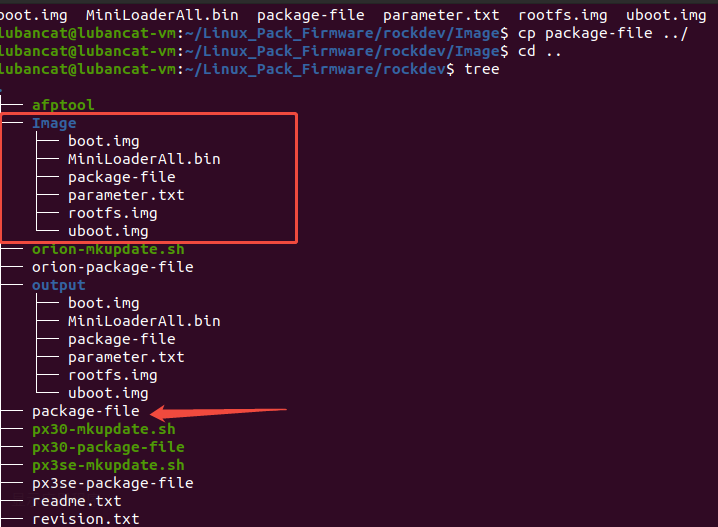 boot.img  MiniLoaderAll.bin  package-file  parameter.txt  rootfs.img  uboot.img
lubancat@lubancat-vm:~/Linux_Pack_Firmware/rockdev/Image$ cp package-file ../
lubancat@lubancat-vm:~/Linux_Pack_Firmware/rockdev/Image$ cd ..
lubancat@lubancat-vm:~/Linux_Pack_Firmware/rockdev$ tree
.
├── afptool
├── Image
│   ├── boot.img
│   ├── MiniLoaderAll.bin
│   ├── package-file
│   ├── parameter.txt
│   ├── rootfs.img
│   └── uboot.img
├── orion-mkupdate.sh
├── orion-package-file
├── output
│   ├── boot.img
│   ├── MiniLoaderAll.bin
│   ├── package-file
│   ├── parameter.txt
│   ├── rootfs.img
│   └── uboot.img
├── package-file
├── px30-mkupdate.sh
├── px30-package-file
├── px3se-mkupdate.sh
├── px3se-package-file
├── readme.txt
├── revision.txt